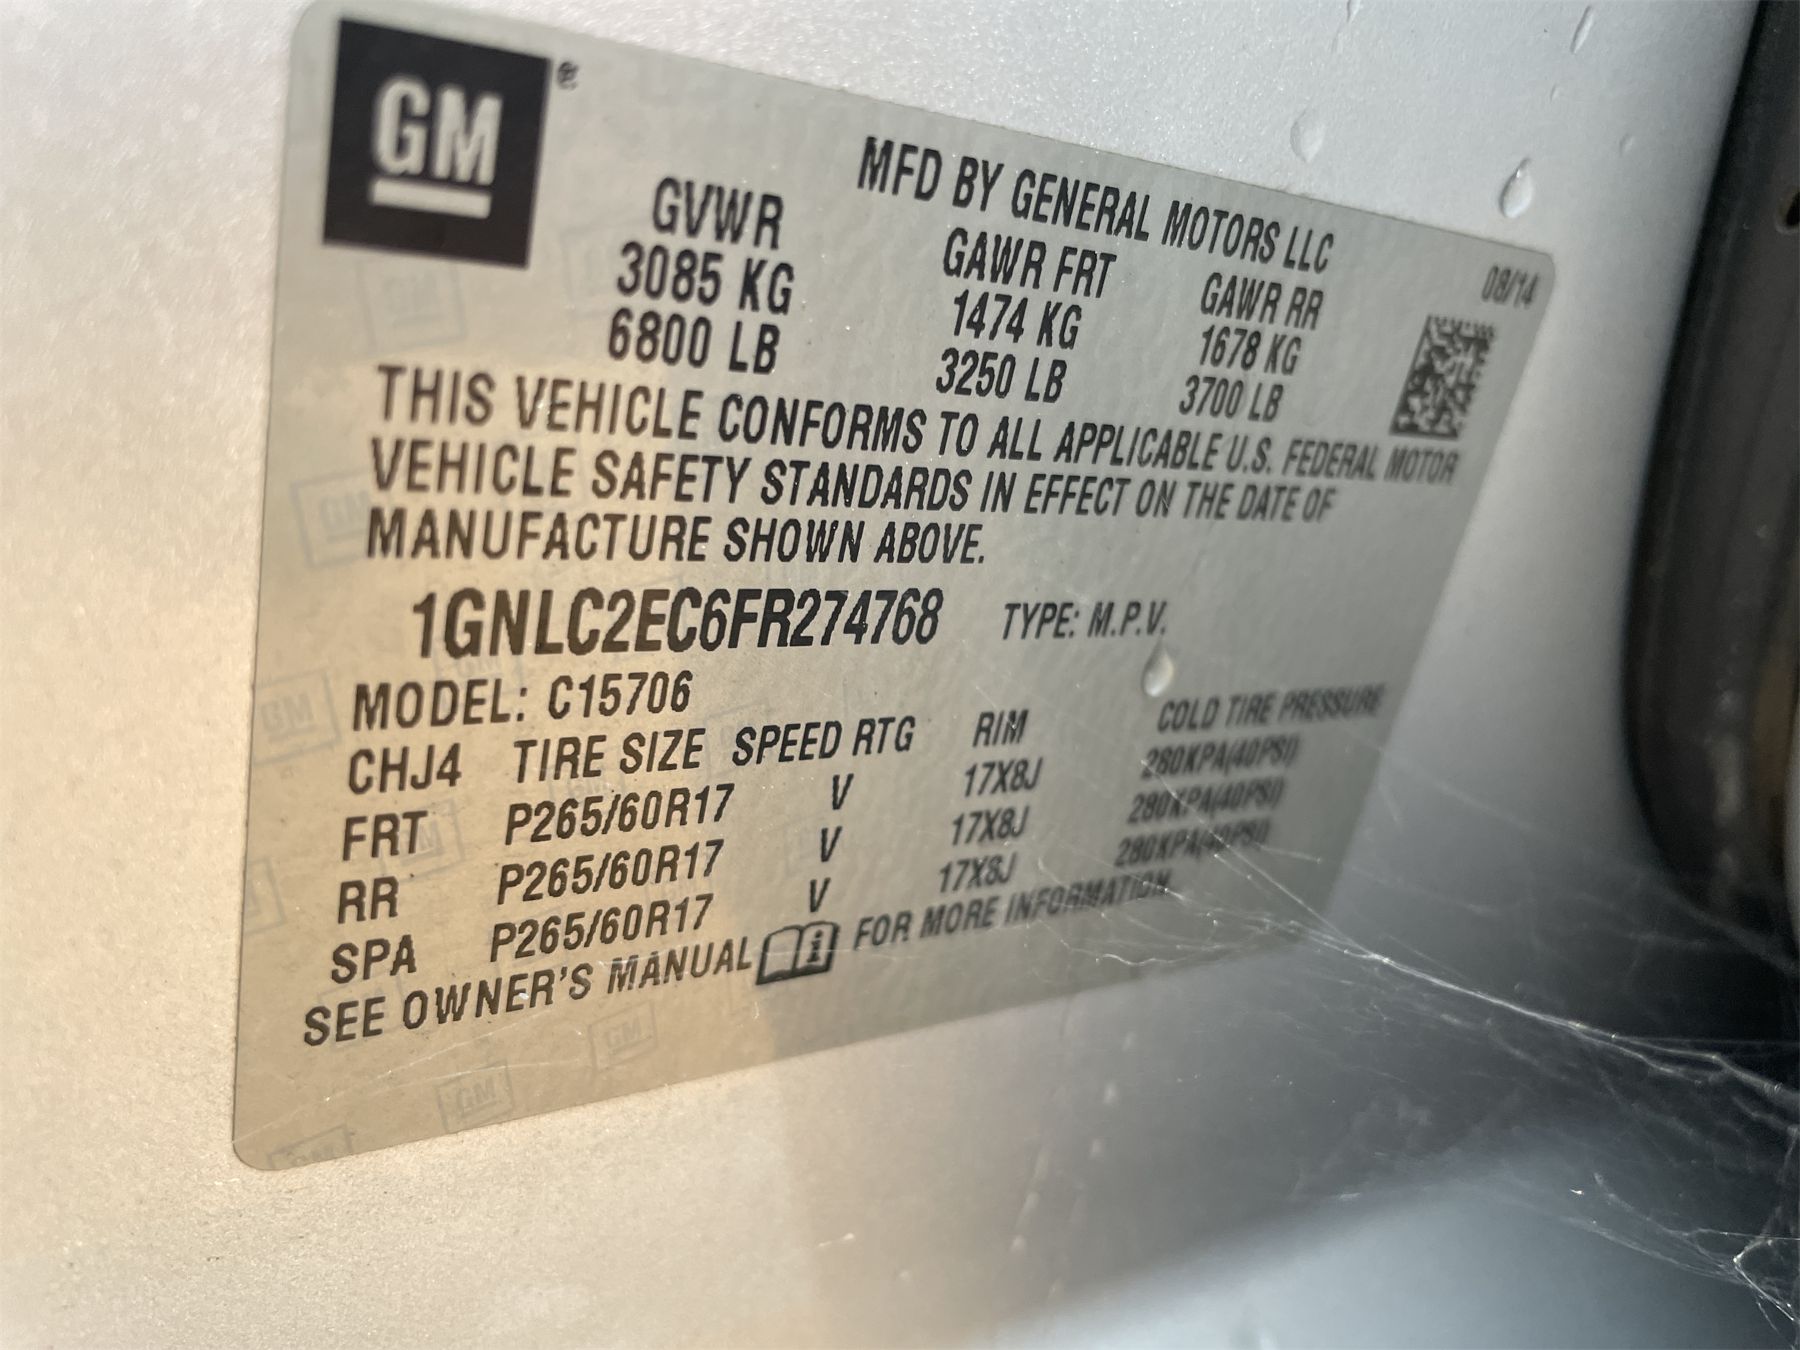 GM®
MFD BY GENERAL MOTORS LLC
08/14
GVWR GAWR FRT GAWR RR
3085 KG 1474 KG 1678 KG
6800 LB 3250 LB 3700 LB
THIS VEHICLE CONFORMS TO ALL APPLICABLE U.S. FEDERAL MOTOR
VEHICLE SAFETY STANDARDS IN EFFECT ON THE DATE OF
MANUFACTURE SHOWN ABOVE.
1GNLC2EC6FR274768 TYPE: M.P.V.
MODEL: C15706
CHJ4 TIRE SIZE SPEED RTG RIM COLD TIRE PRESSURE
FRT P265/60R17 V 17X8J 280KPA(40PSI)
RR P265/60R17 V 17X8J 280KPA(40PSI)
SPA P265/60R17 V 17X8J 280KPA(40PSI)
SEE OWNER'S MANUAL FOR MORE INFORMATION